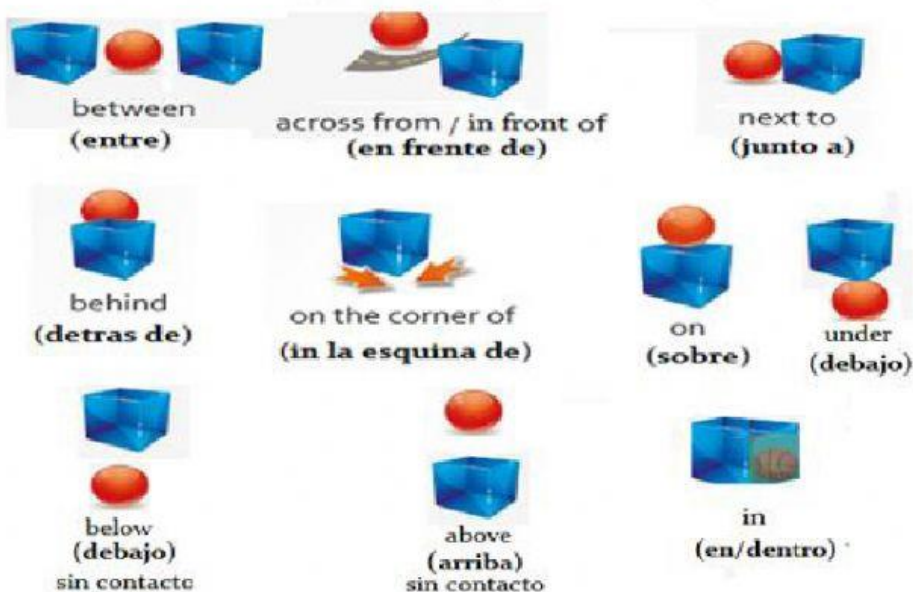 between
(entre)
across from / in front of
(en frente de)
next to
(junto a)
behind
(detras de)
on the corner of
(in la esquina de)
on
(sobre)
under
(debajo)
below
(debajo)
sin contacto
above
(arriba)
sin contacto
in
(en/dentro)